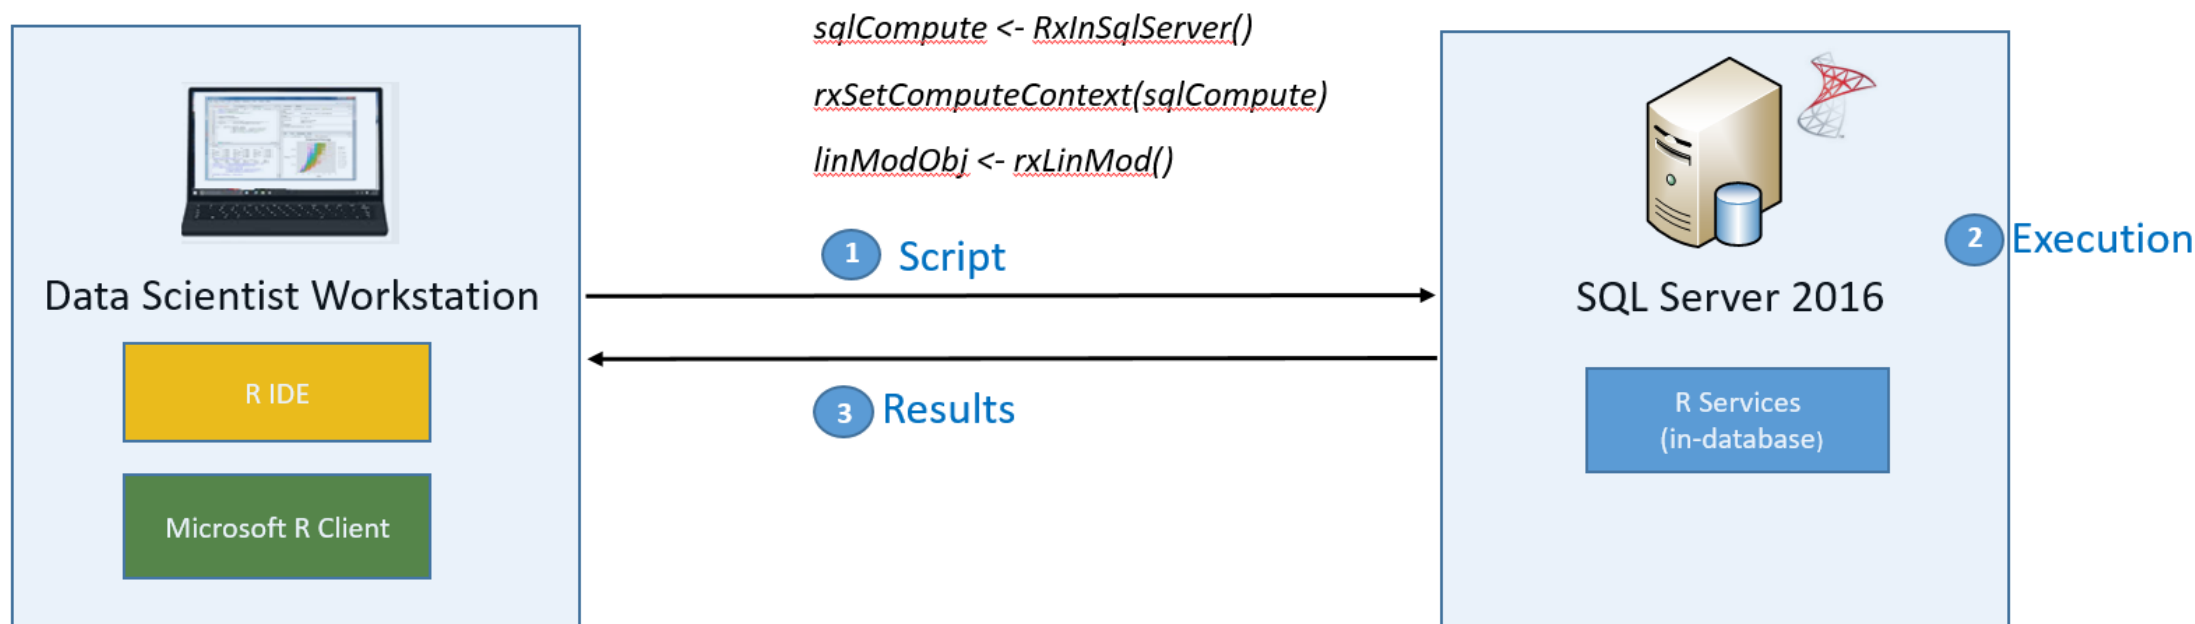 sqlCompute <- RxInSqlServer()
rxSetComputeContext(sqlCompute)
linModObj <- rxLinMod()
1 Script
2 Execution
Data Scientist Workstation
SQL Server 2016
R IDE
3 Results
R Services
(in-database)
Microsoft R Client